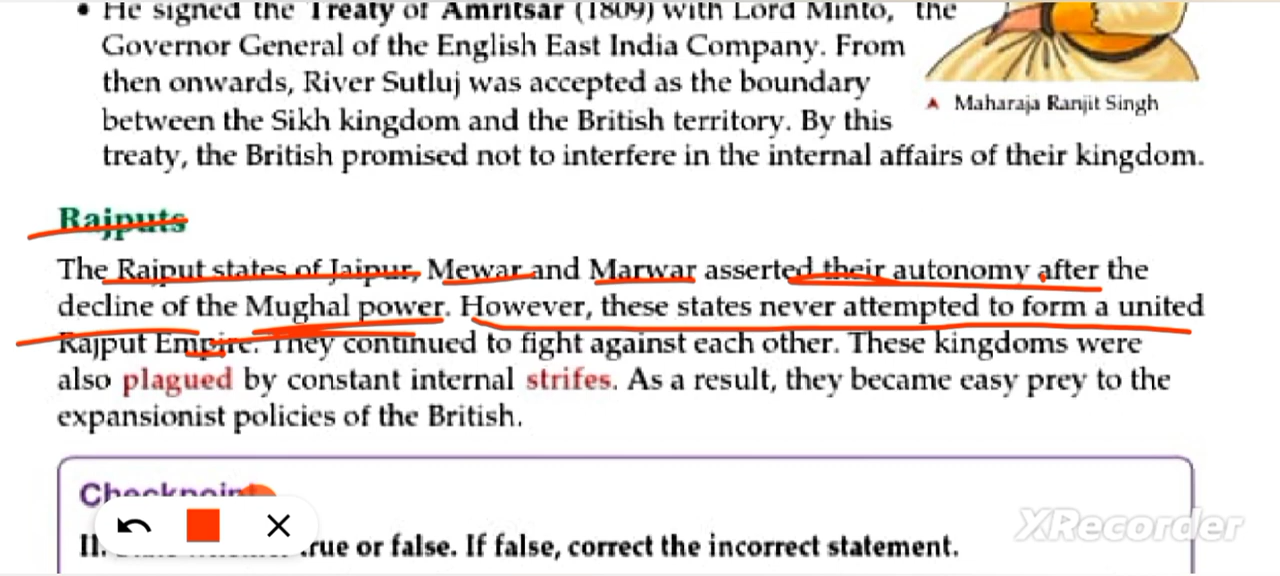 • He signed the Treaty of Amritsar (1809) with Lord Minto, the
Governor General of the English East India Company. From
then onwards, River Sutluj was accepted as the boundary
between the Sikh kingdom and the British territory. By this
treaty, the British promised not to interfere in the internal affairs of their kingdom.
▲ Maharaja Ranjit Singh
Rajputs
The Rajput states of Jaipur, Mewar and Marwar asserted their autonomy after the
decline of the Mughal power. However, these states never attempted to form a united
Rajput Empire. They continued to fight against each other. These kingdoms were
also plagued by constant internal strifes. As a result, they became easy prey to the
expansionist policies of the British.
Checkpoint
II. true or false. If false, correct the incorrect statement.
XRecorder